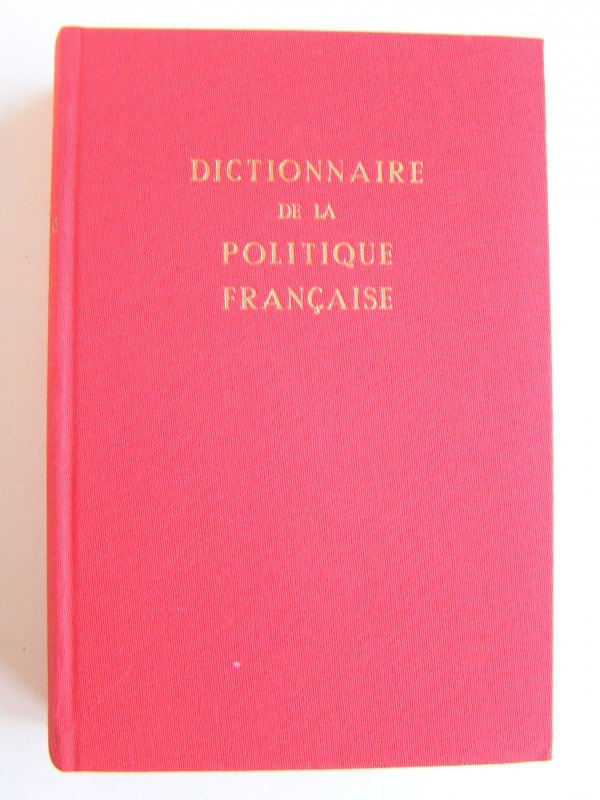 DICTIONNAIRE
DE LA
POLITIQUE
FRANÇAISE